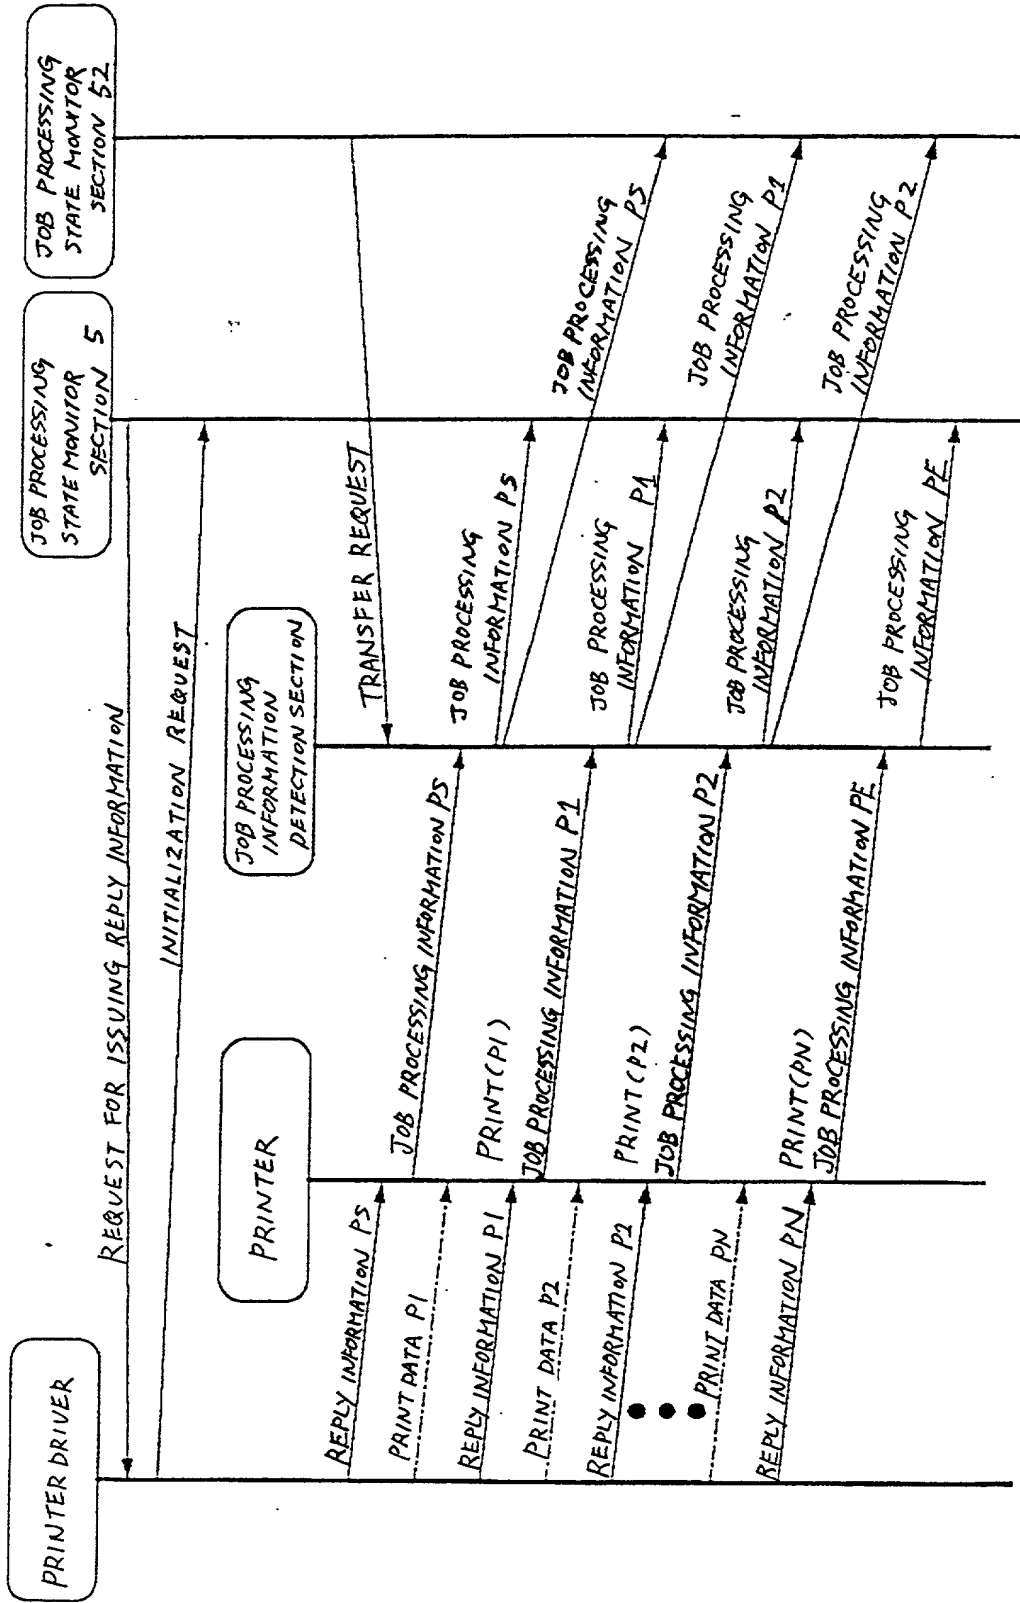 PRINTER DRIVER
PRINTER
JOB PROCESSING
INFORMATION
DETECTION SECTION
JOB PROCESSING
STATE MONITOR
SECTION 5
JOB PROCESSING
STATE MONITOR
SECTION 52
REQUEST FOR ISSUING REPLY INFORMATION
INITIALIZATION REQUEST
TRANSFER REQUEST
REPLY INFORMATION PS
JOB PROCESSING INFORMATION PS
JOB PROCESSING
INFORMATION PS
JOB PROCESSING
INFORMATION PS
PRINT DATA P1
PRINT(P1)
REPLY INFORMATION P1
JOB PROCESSING INFORMATION P1
JOB PROCESSING
INFORMATION P1
JOB PROCESSING
INFORMATION P1
PRINT DATA P2
PRINT(P2)
REPLY INFORMATION P2
JOB PROCESSING INFORMATION P2
JOB PROCESSING
INFORMATION P2
JOB PROCESSING
INFORMATION P2
PRINT DATA PN
PRINT(PN)
REPLY INFORMATION PN
JOB PROCESSING INFORMATION PE
JOB PROCESSING
INFORMATION PE